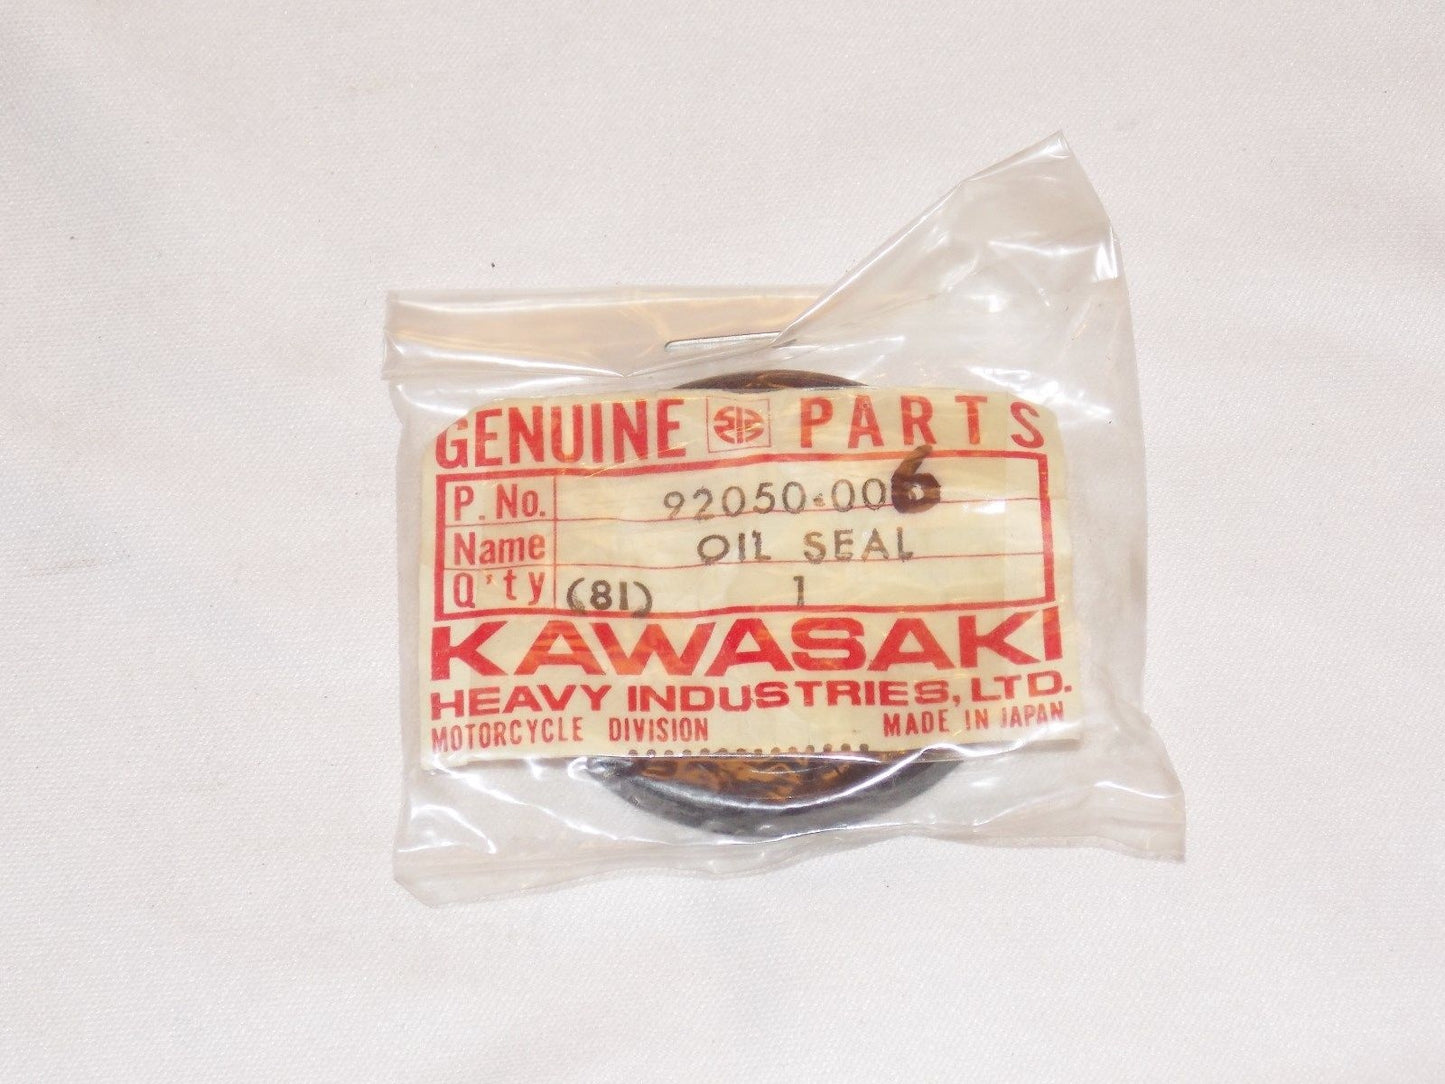 GENUINE PARTS
P. No. 92050-006
Name OIL SEAL
Q'ty (81) 1
KAWASAKI
HEAVY INDUSTRIES, LTD.
MOTORCYCLE DIVISION MADE IN JAPAN